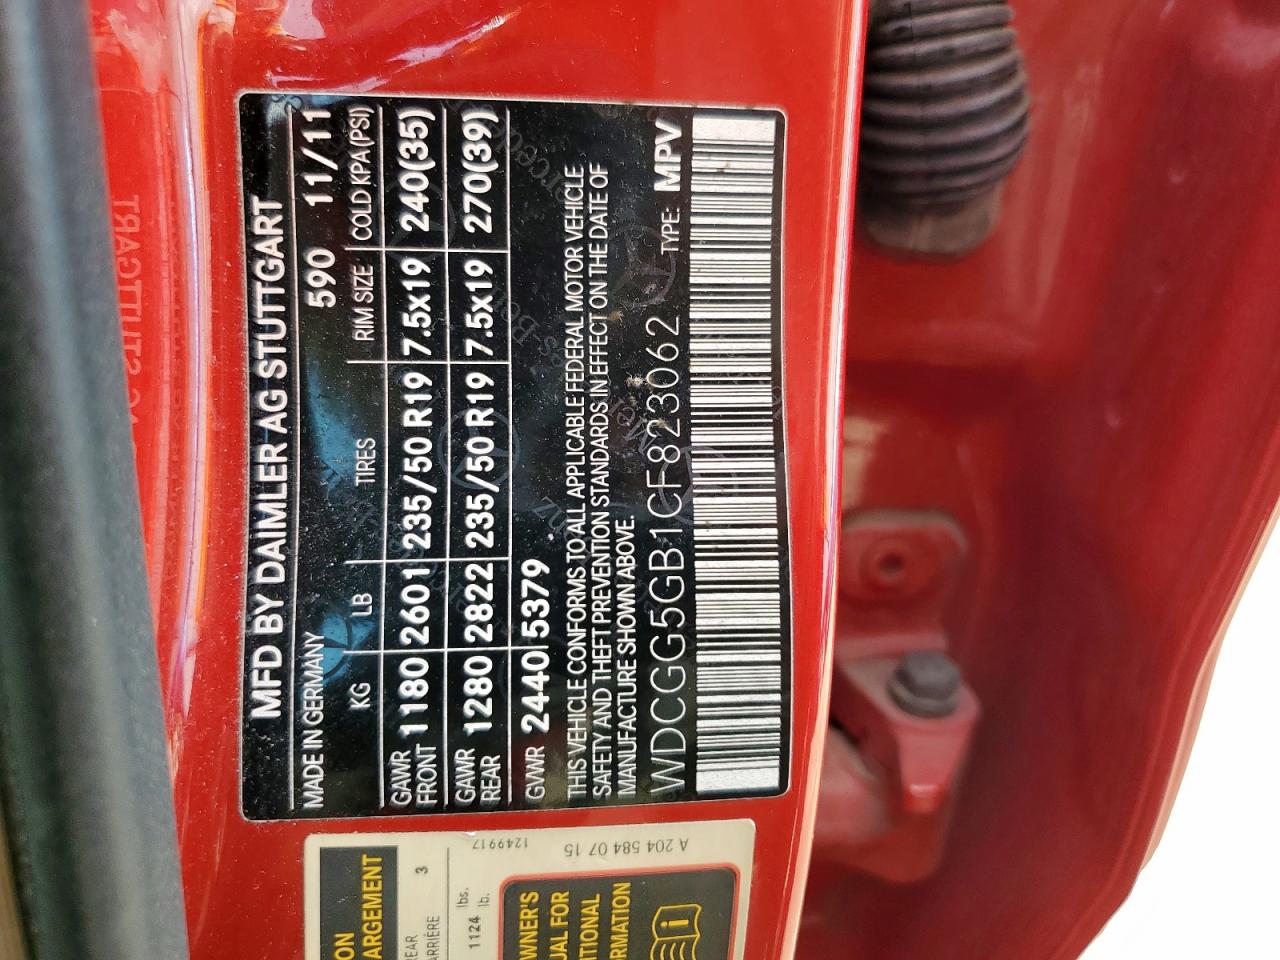 MFD BY DAIMLER AG STUTTGART
MADE IN GERMANY 590 11/11
KG LB TIRES RIM SIZE COLD KPA(PSI)
GAWR FRONT 1180 2601 235/50 R19 7.5x19 240(35)
GAWR REAR 1280 2822 235/50 R19 7.5x19 270(39)
GVWR 2440 5379
THIS VEHICLE CONFORMS TO ALL APPLICABLE FEDERAL MOTOR VEHICLE
SAFETY AND THEFT PREVENTION STANDARDS IN EFFECT ON THE DATE OF
MANUFACTURE SHOWN ABOVE.
WDCGG5GB1CF823062 TYPE: MPV
ON
ARGEMENT
EAR
ARRIÈRE 3
1124 lbs.
lb.
WNER'S
UAL FOR
ITIONAL
RMATION
1249917
A 204 584 07 15